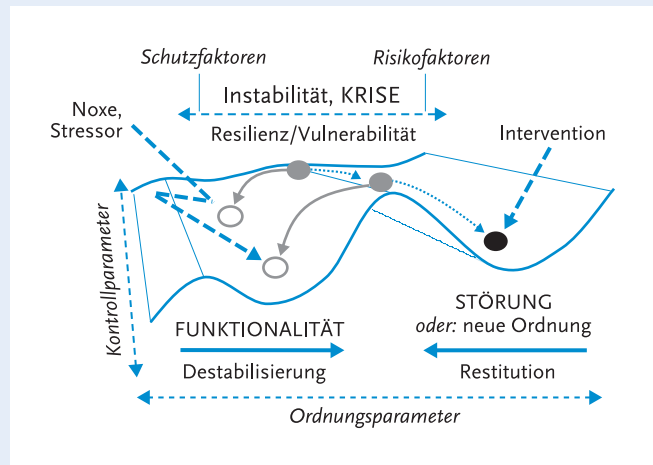 Schutzfaktoren
Risikofaktoren
Instabilität, KRISE
Noxe,
Stressor
Resilienz/Vulnerabilität
Intervention
Kontrollparameter
FUNKTIONALITÄT
Destabilisierung
STÖRUNG
oder: neue Ordnung
Restitution
Ordnungsparameter